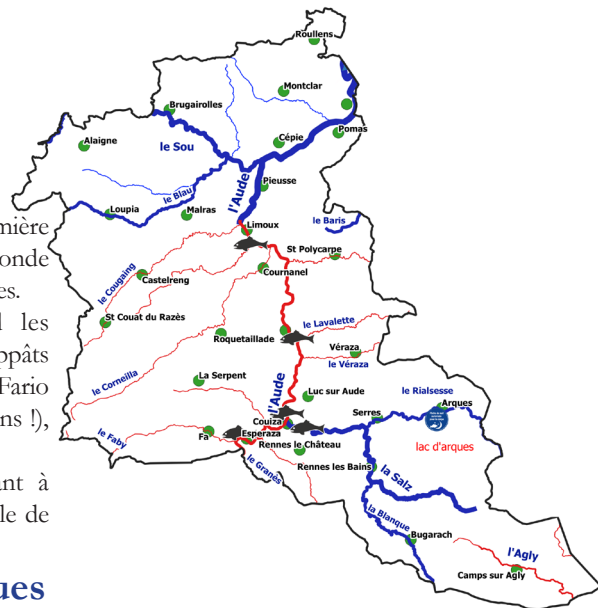 Roullens
Montclar
Brugairolles
Pomas
Alaigne
le Sou
Cépie
Pieusse
l'Aude
le Blau
Loupia
Malras
Limoux
le Baris
mière
onde
es.
St Polycarpe
Cournanel
le Cougaing
Castelreng
l les
St Couat du Razès
le Lavalette
ppâts
Roquetaillade
Véraza
le Véraza
Fario
le Corneilla
La Serpent
Luc sur Aude
le Rialsesse
Arques
ns !),
l'Aude
Couiza
Serres
le Faby
Fa
Esperaza
Rennes le Château
lac d'arques
le Granès
Rennes les Bains
la Salz
ant à
le de
la Blanque
Bugarach
l'Agly
Camps sur Agly
ues